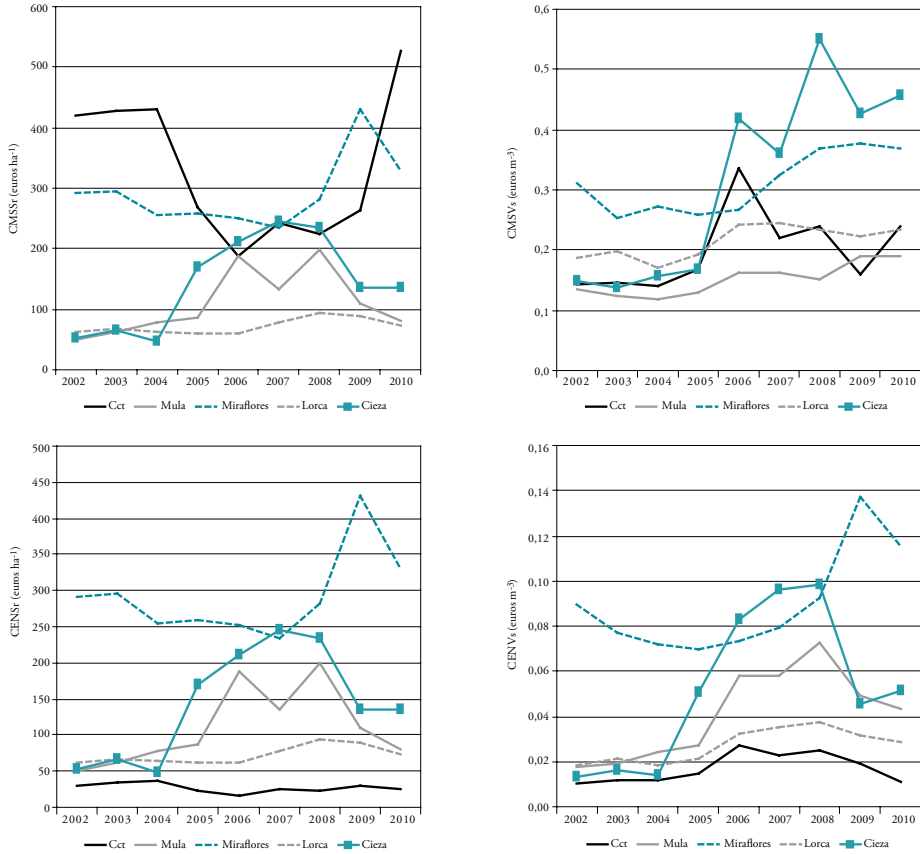 600
500
400
300
200
100
0
CMSSr (euros ha-1)
2002 2003 2004 2005 2006 2007 2008 2009 2010
Cct Mula Miraflores Lorca Cieza
0,6
0,5
0,4
0,3
0,2
0,1
0,0
CMSVs (euros m-3)
2002 2003 2004 2005 2006 2007 2008 2009 2010
Cct Mula Miraflores Lorca Cieza
500
450
400
350
300
250
200
150
100
50
0
CENSr (euros ha-1)
2002 2003 2004 2005 2006 2007 2008 2009 2010
Cct Mula Miraflores Lorca Cieza
0,16
0,14
0,12
0,10
0,08
0,06
0,04
0,02
0,00
CENVs (euros m-3)
2002 2003 2004 2005 2006 2007 2008 2009 2010
Cct Mula Miraflores Lorca Cieza